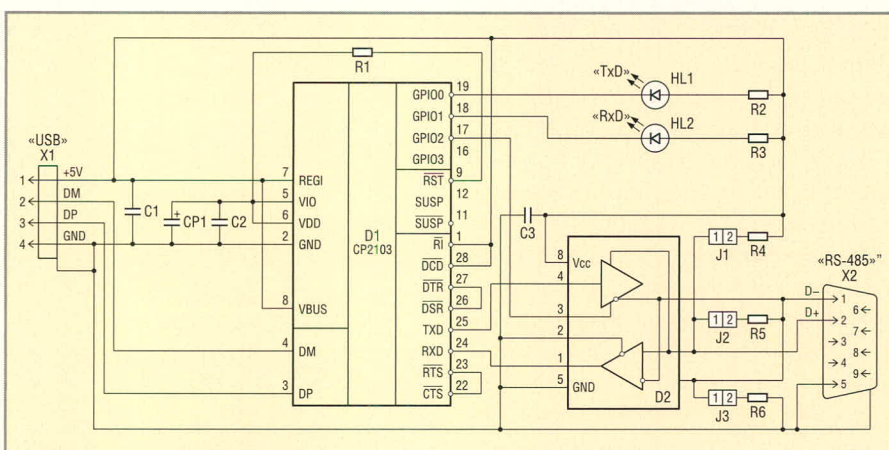 «USB»
X1
1
+5V
2
DM
3
DP
4
GND
C1
CP1
+
C2
R1
D1
CP2103
7 REGI
5 VIO
6 VDD
2 GND
8 VBUS
4 DM
3 DP
GPIO0 19
GPIO1 18
GPIO2 17
GPIO3 16
RST 9
SUSP 12
SUSP 11
RI 1
DCD 28
DTR 27
DSR 26
TXD 25
RXD 24
RTS 23
CTS 22
«TxD»
HL1
R2
«RxD»
HL2
R3
C3
8 Vcc
4
3
2
1
5 GND
D2
1 2
J1
R4
1 2
J2
R5
1 2
J3
R6
«RS-485»"
X2
D–
1
D+
2
3
4
5
6
7
8
9